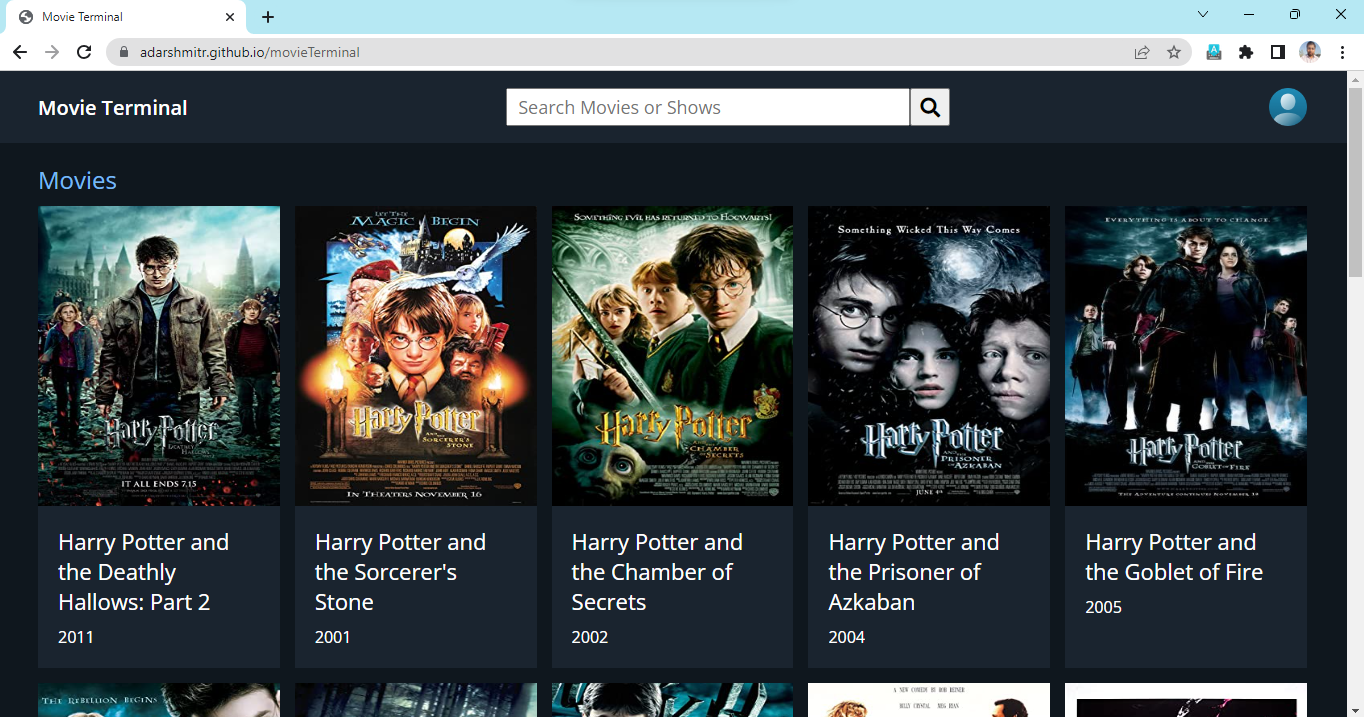 Movie Terminal
adarshmitr.github.io/movieTerminal
Movie Terminal
Search Movies or Shows
Movies
Harry Potter
AND THE DEATHLY HALLOWS
IT ALL ENDS 7.15
LET THE
MAGIC BEGIN
Harry Potter
AND THE
SORCERER'S
STONE
IN THEATERS NOVEMBER 16
SOMETHING EVIL HAS RETURNED TO HOGWARTS!
Harry Potter
AND THE
CHAMBER
OF
SECRETS
Something Wicked This Way Comes
Harry Potter
AND THE
PRISONER OF
AZKABAN
JUNE 4th
EVERYTHING IS ABOUT TO CHANGE.
Harry Potter
AND THE
GOBLET OF FIRE
THE ADVENTURE CONTINUES NOVEMBER 18
Harry Potter and
the Deathly
Hallows: Part 2
2011
Harry Potter and
the Sorcerer's
Stone
2001
Harry Potter and
the Chamber of
Secrets
2002
Harry Potter and
the Prisoner of
Azkaban
2004
Harry Potter and
the Goblet of Fire
2005
THE REBELLION BEGINS
A NEW COMEDY BY ROB REINER
BILLY CRYSTAL MEG RYAN